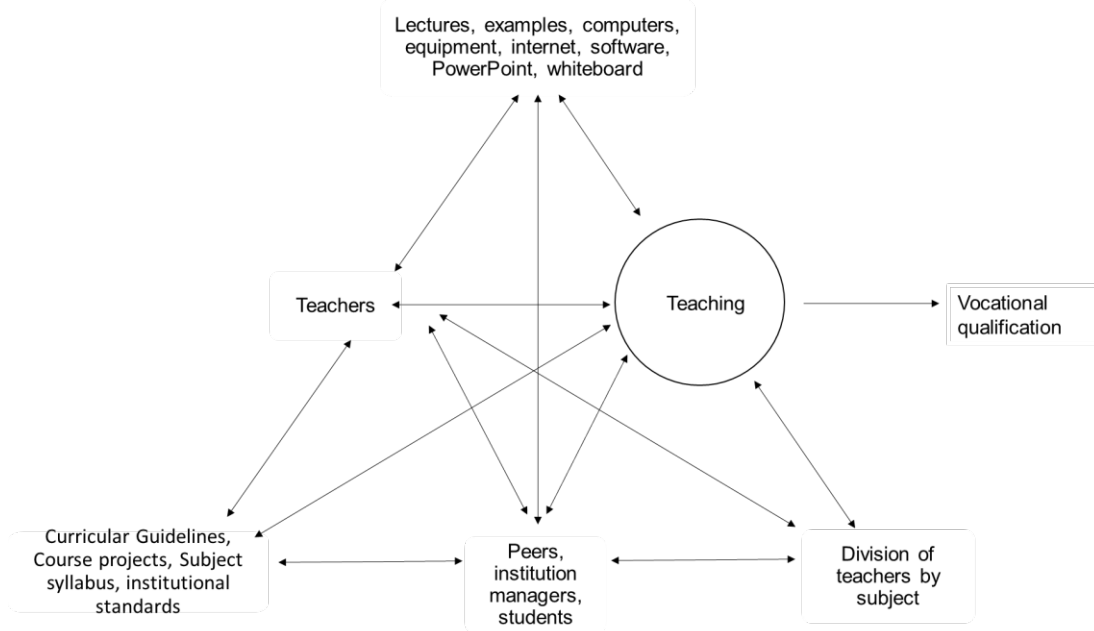 Lectures, examples, computers,
equipment, internet, software,
PowerPoint, whiteboard
Teachers
Teaching
Vocational
qualification
Curricular Guidelines,
Course projects, Subject
syllabus, institutional
standards
Peers,
institution
managers,
students
Division of
teachers by
subject